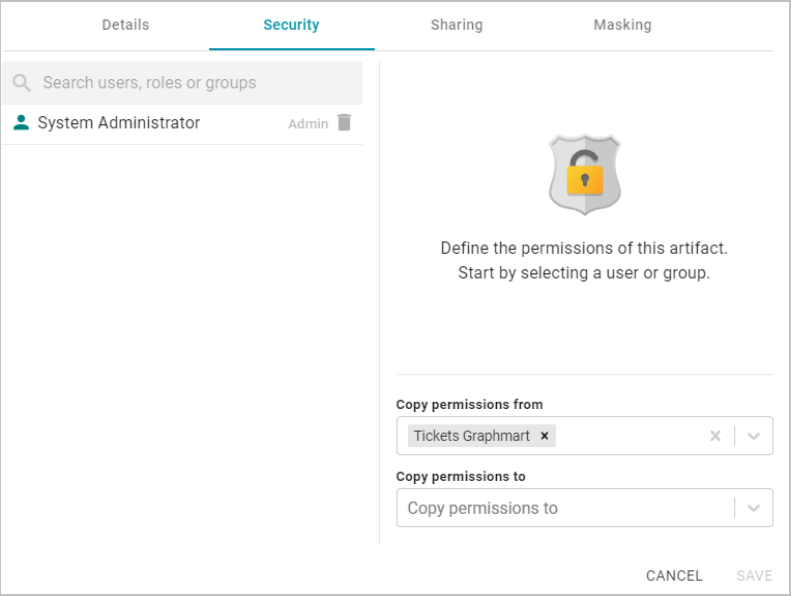 Details Security Sharing Masking
Search users, roles or groups
System Administrator Admin
Define the permissions of this artifact.
Start by selecting a user or group.
Copy permissions from
Tickets Graphmart ×
Copy permissions to
Copy permissions to
CANCEL SAVE